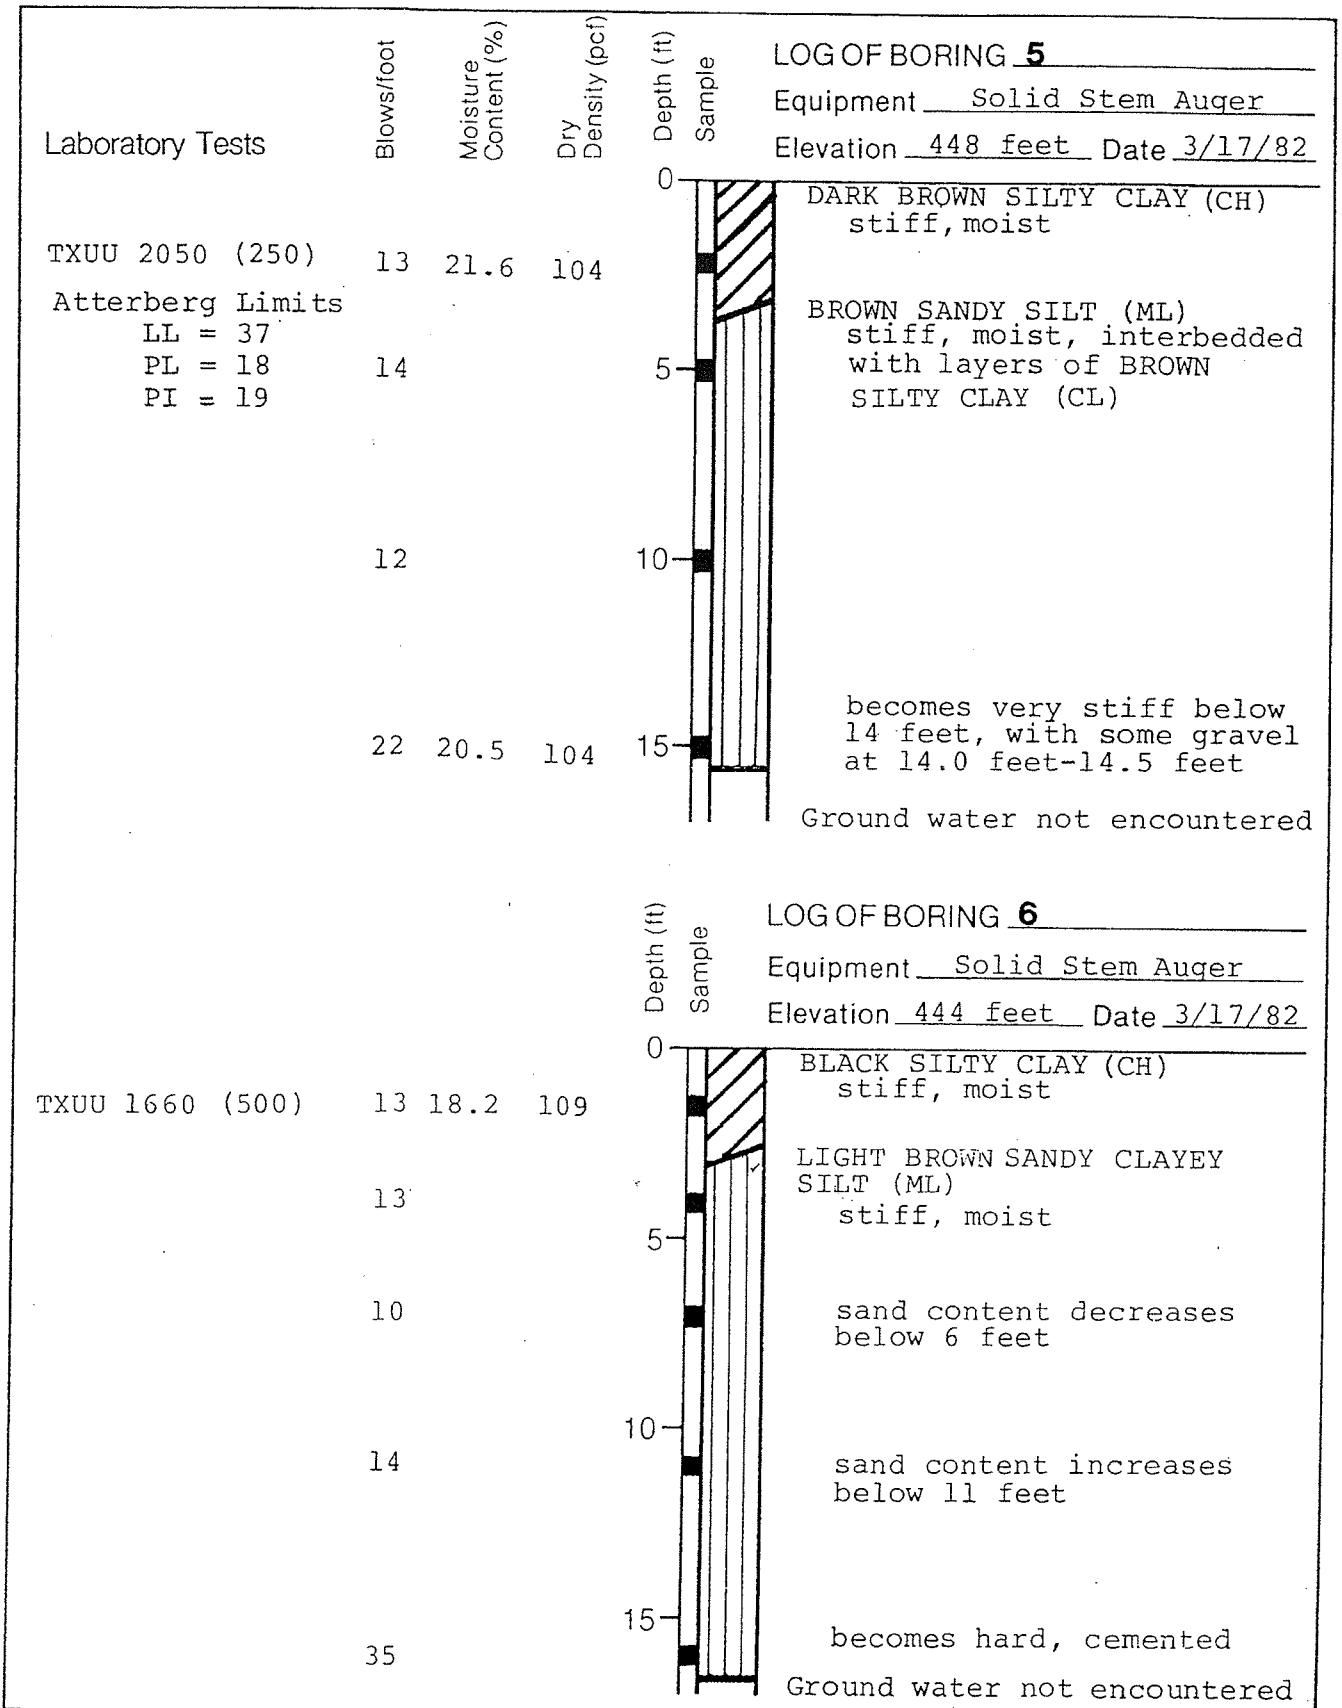 Laboratory Tests
Blows/foot
Moisture
Content (%)
Dry
Density (pcf)
Depth (ft)
Sample
LOG OF BORING 5
Equipment Solid Stem Auger
Elevation 448 feet Date 3/17/82
0
DARK BROWN SILTY CLAY (CH)
stiff, moist
TXUU 2050 (250) 13 21.6 104
Atterberg Limits
LL = 37
PL = 18
PI = 19
BROWN SANDY SILT (ML)
stiff, moist, interbedded
with layers of BROWN
SILTY CLAY (CL)
14 5
12 10
becomes very stiff below
14 feet, with some gravel
at 14.0 feet-14.5 feet
22 20.5 104 15
Ground water not encountered
Depth (ft)
Sample
LOG OF BORING 6
Equipment Solid Stem Auger
Elevation 444 feet Date 3/17/82
0
BLACK SILTY CLAY (CH)
stiff, moist
TXUU 1660 (500) 13 18.2 109
LIGHT BROWN SANDY CLAYEY
SILT (ML)
stiff, moist
13
5
10
sand content decreases
below 6 feet
10
14
sand content increases
below 11 feet
15
becomes hard, cemented
35
Ground water not encountered